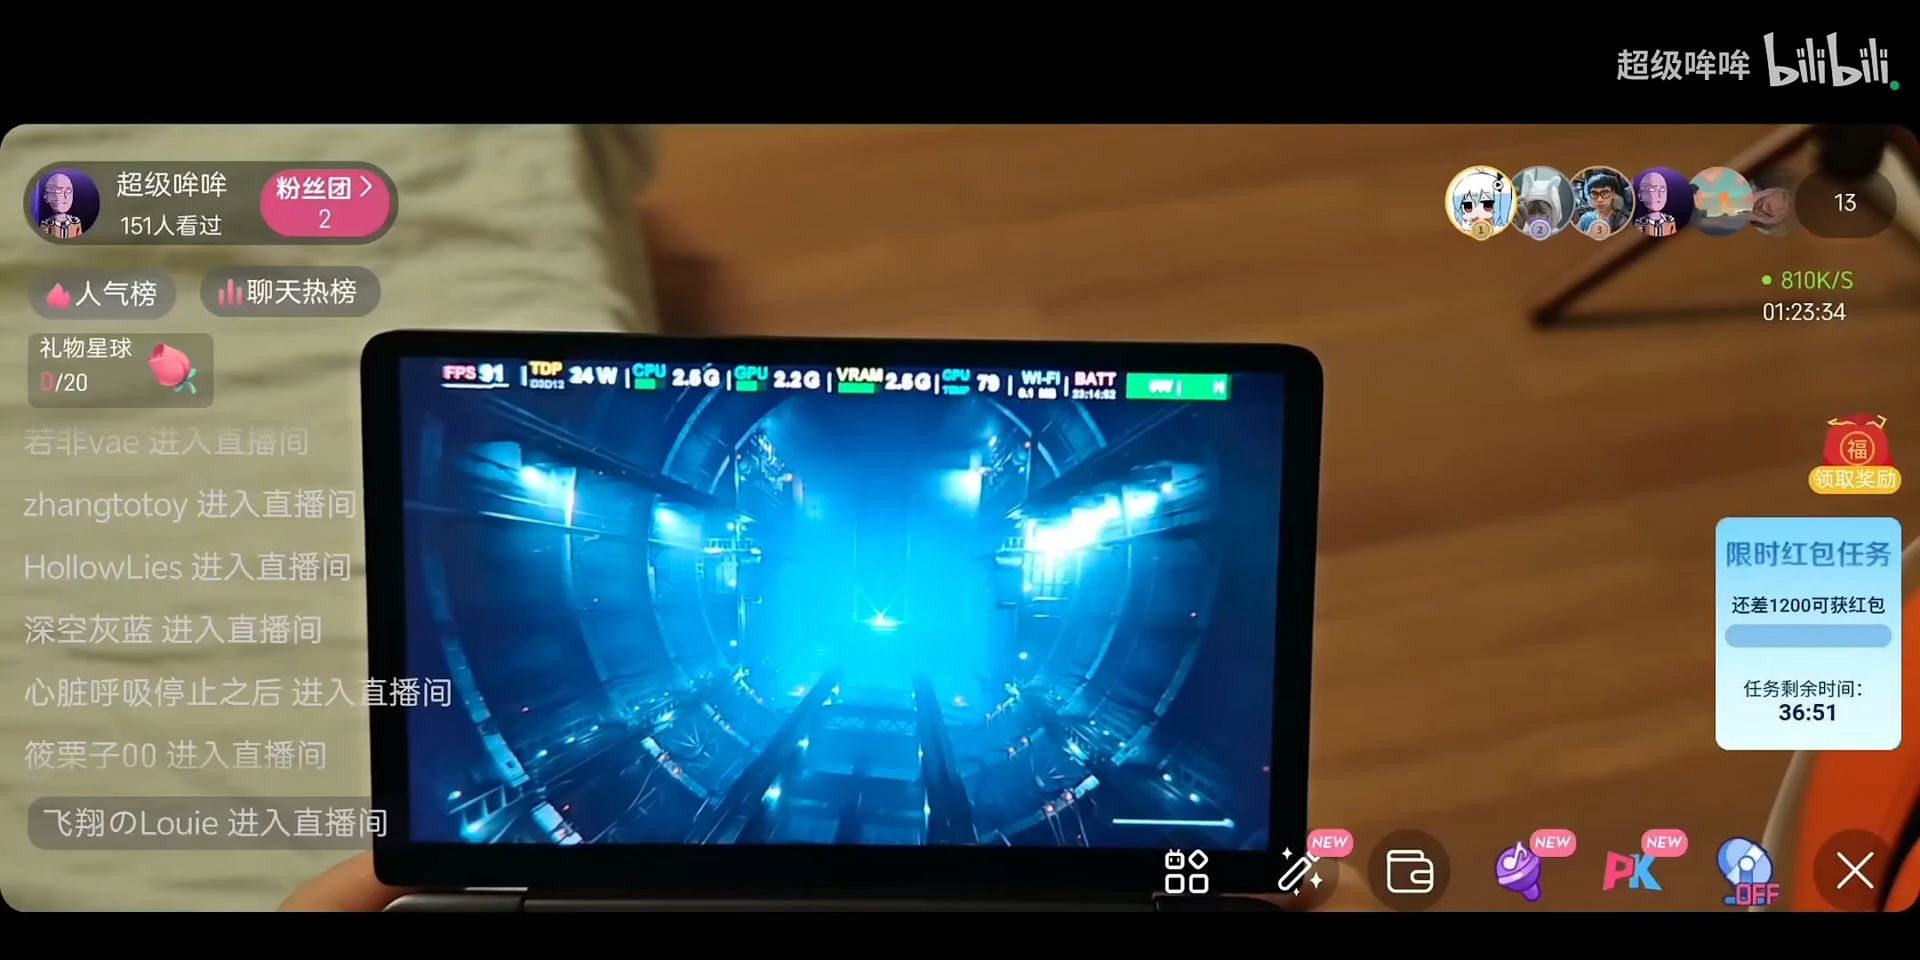 超级哞哞 bilibili
超级哞哞
151人看过
粉丝团
2
13
人气榜
聊天热榜
810K/S
01:23:34
礼物星球
0/20
FPS 91 | TDP 24W | CPU 2.5G | GPU 2.2G | VRAM 2.5G | 79 | WI-FI | BATT
D3D12
TEMP
23:14:52
若非vae 进入直播间
zhangtotoy 进入直播间
HollowLies 进入直播间
深空灰蓝 进入直播间
心脏呼吸停止之后 进入直播间
筱栗子00 进入直播间
飞翔のLouie 进入直播间
福
领取奖励
限时红包任务
还差1200可获红包
任务剩余时间：
36:51
NEW
NEW
NEW
PK
OFF